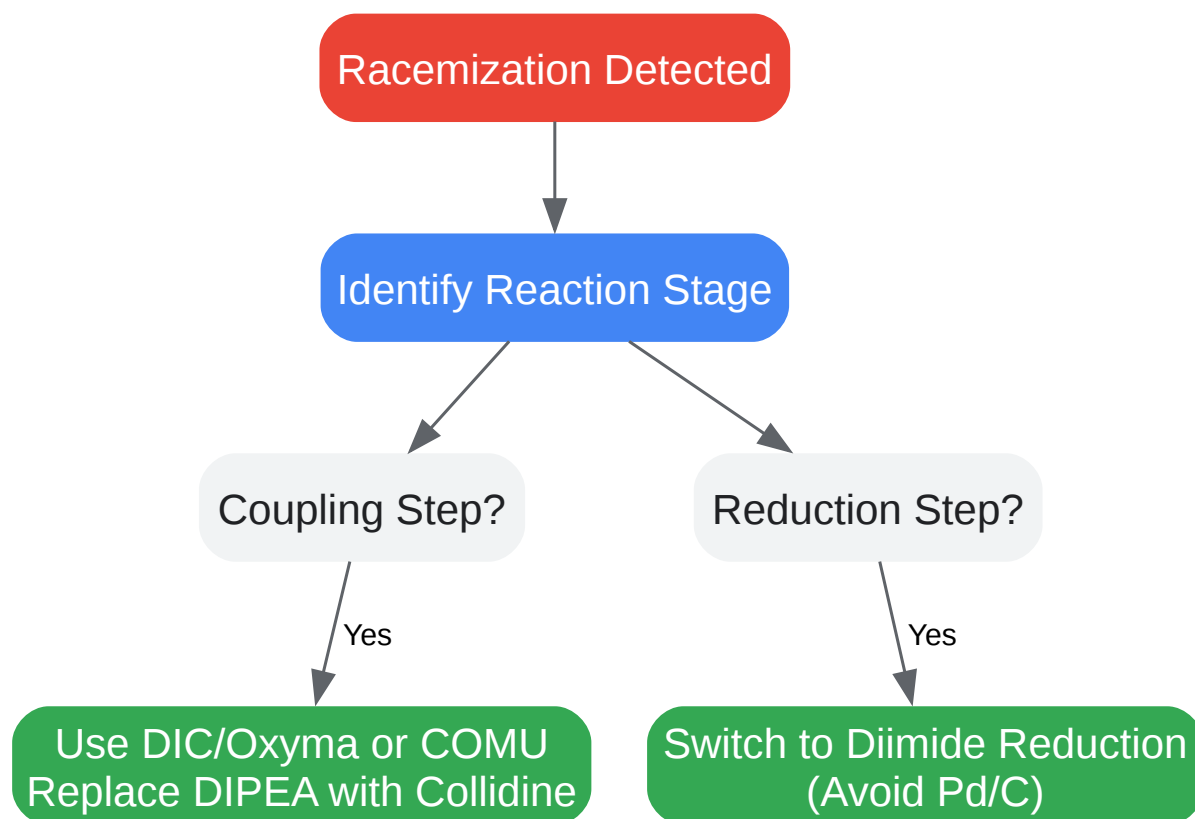 Racemization Detected
Identify Reaction Stage
Coupling Step?
Reduction Step?
Yes
Yes
Use DIC/Oxyma or COMU
Replace DIPEA with Collidine
Switch to Diimide Reduction
(Avoid Pd/C)